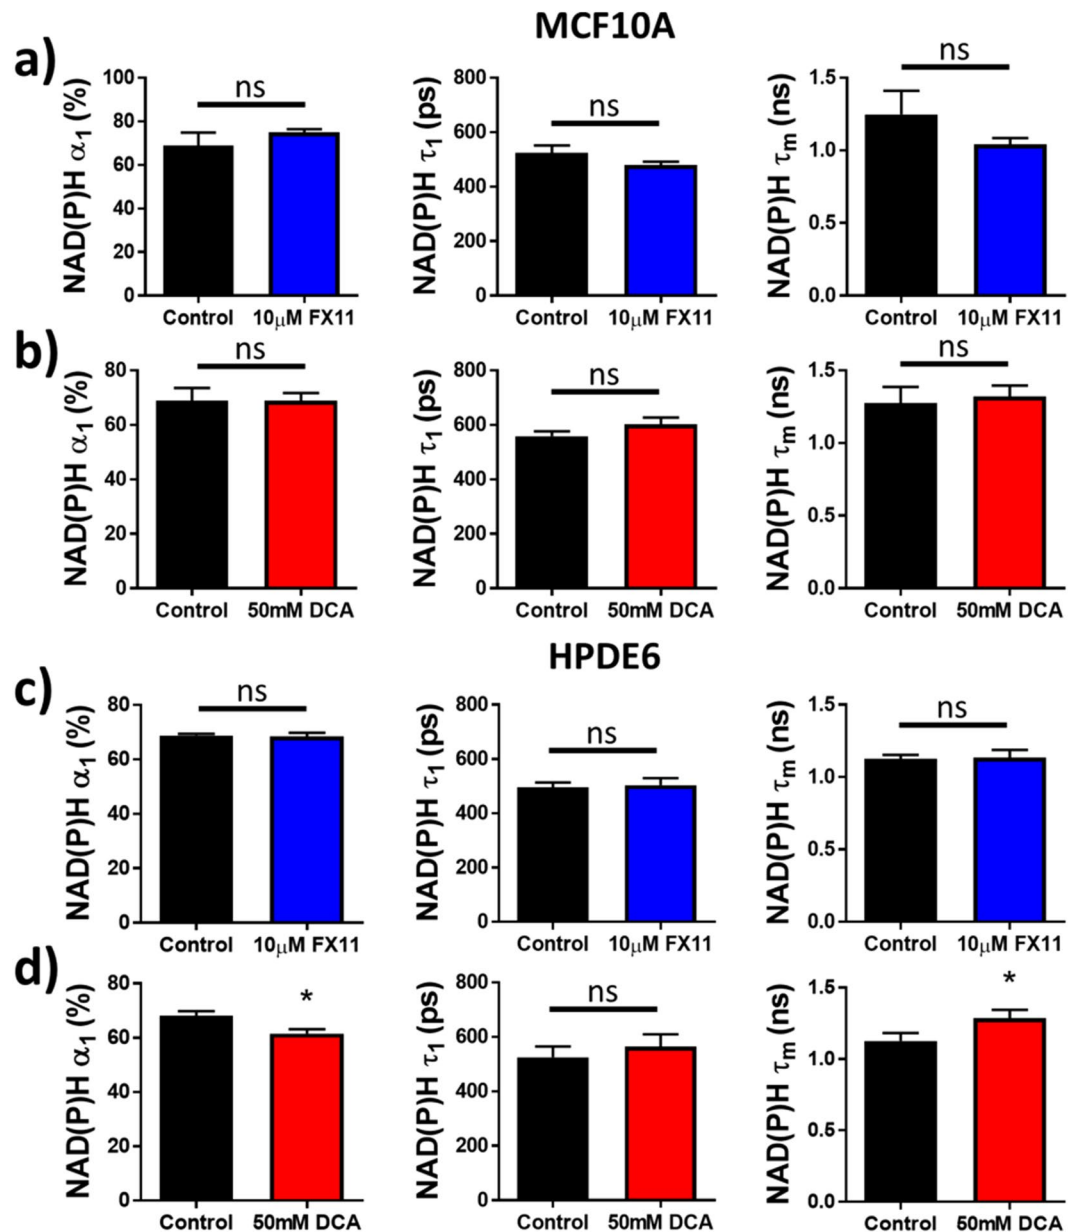 MCF10A
a)
NAD(P)H α1 (%)
100
80
60
40
20
0
ns
Control 10μM FX11
NAD(P)H τ1 (ps)
800
600
400
200
0
ns
Control 10μM FX11
NAD(P)H τm (ns)
1.5
1.0
0.5
0.0
ns
Control 10μM FX11
b)
NAD(P)H α1 (%)
80
60
40
20
0
ns
Control 50mM DCA
NAD(P)H τ1 (ps)
800
600
400
200
0
ns
Control 50mM DCA
NAD(P)H τm (ns)
1.5
1.0
0.5
0.0
ns
Control 50mM DCA
HPDE6
c)
NAD(P)H α1 (%)
80
60
40
20
0
ns
Control 10μM FX11
NAD(P)H τ1 (ps)
800
600
400
200
0
ns
Control 10μM FX11
NAD(P)H τm (ns)
1.5
1.0
0.5
0.0
ns
Control 10μM FX11
d)
NAD(P)H α1 (%)
80
60
40
20
0
*
Control 50mM DCA
NAD(P)H τ1 (ps)
800
600
400
200
0
ns
Control 50mM DCA
NAD(P)H τm (ns)
1.5
1.0
0.5
0.0
*
Control 50mM DCA